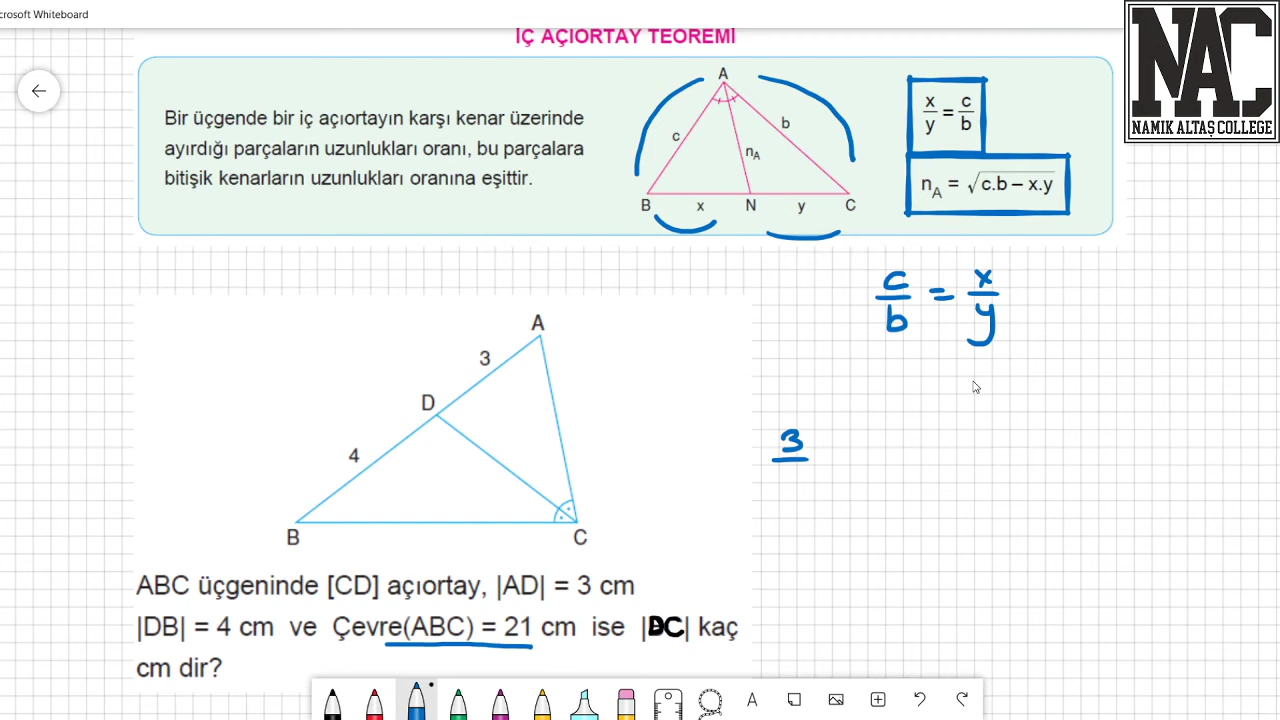 crosoft Whiteboard
İÇ AÇIORTAY TEOREMİ
NAC
NAMIK ALTAŞ COLLEGE
Bir üçgende bir iç açıortayın karşı kenar üzerinde
ayırdığı parçaların uzunlukları oranı, bu parçalara
bitişik kenarların uzunlukları oranına eşittir.
A
c
b
nA
B x N y C
x/y = c/b
nA = √c.b – x.y
c/b = x/y
A
3
D
4
B C
3
ABC üçgeninde [CD] açıortay, |AD| = 3 cm
|DB| = 4 cm ve Çevre(ABC) = 21 cm ise |DC| kaç
cm dir?
A